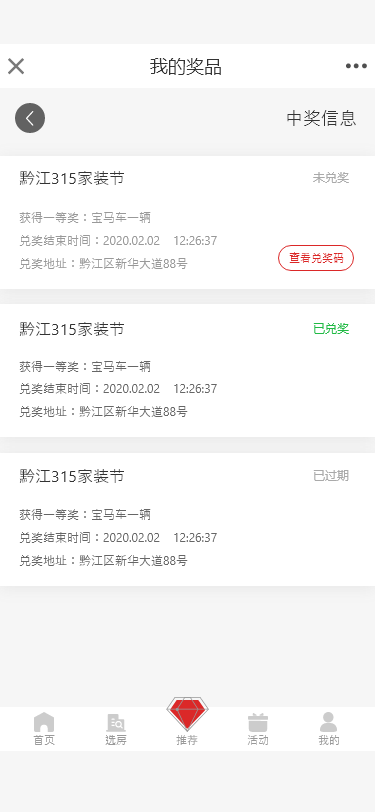 我的奖品
中奖信息
黔江315家装节 未兑奖
获得一等奖：宝马车一辆
兑奖结束时间：2020.02.02 12:26:37
兑奖地址：黔江区新华大道88号
查看兑奖码
黔江315家装节 已兑奖
获得一等奖：宝马车一辆
兑奖结束时间：2020.02.02 12:26:37
兑奖地址：黔江区新华大道88号
黔江315家装节 已过期
获得一等奖：宝马车一辆
兑奖结束时间：2020.02.02 12:26:37
兑奖地址：黔江区新华大道88号
首页 选房 推荐 活动 我的